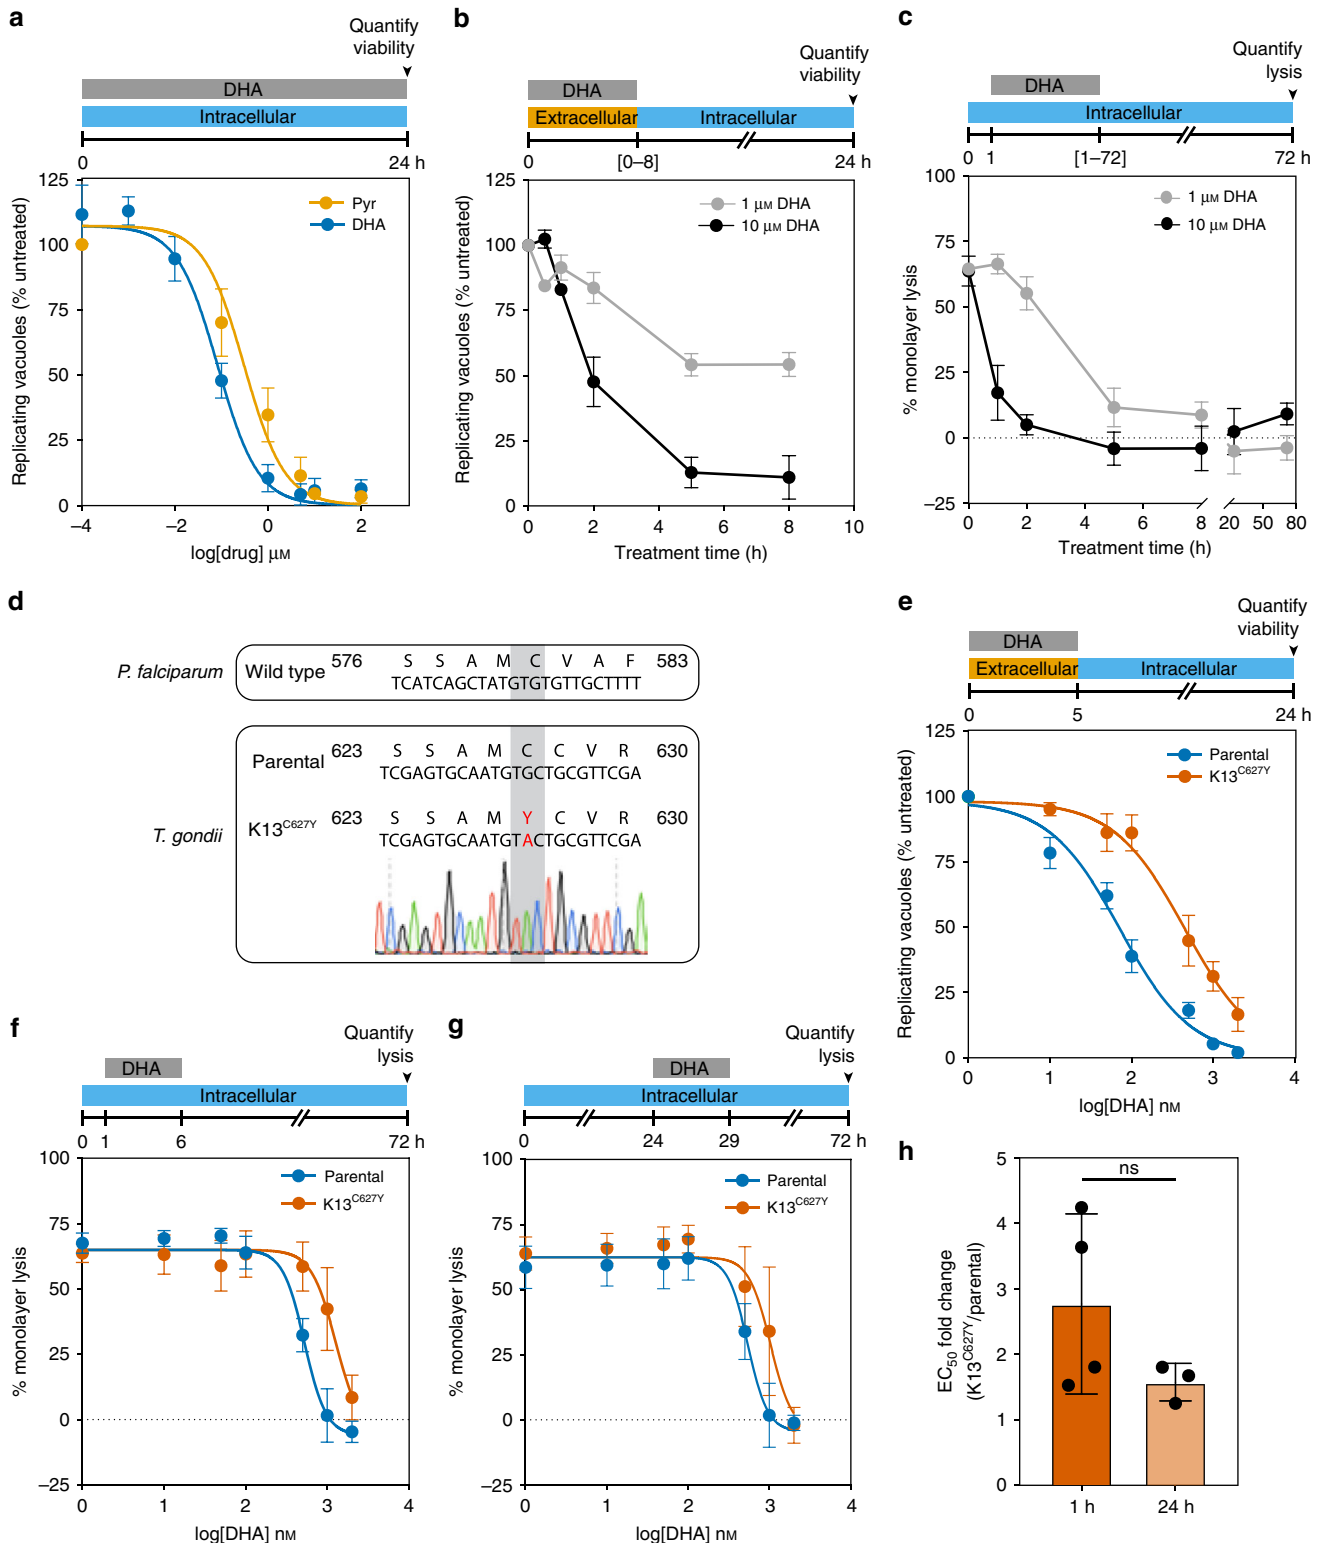 a
Quantify
viability
DHA
Intracellular
0
24 h
125
100
75
50
25
0
Replicating vacuoles (% untreated)
Pyr
DHA
–4
–2
0
2
log[drug] μM
b
Quantify
viability
DHA
Extracellular
Intracellular
0
[0–8]
24 h
125
100
75
50
25
0
Replicating vacuoles (% untreated)
1 μM DHA
10 μM DHA
0
2
4
6
8
10
Treatment time (h)
c
Quantify
lysis
DHA
Intracellular
0
1
[1–72]
72 h
100
75
50
25
0
–25
% monolayer lysis
1 μM DHA
10 μM DHA
0
2
4
6
8
20
50
80
Treatment time (h)
d
P. falciparum
Wild type
576 S S A M C V A F 583
TCATCAGCTATGTGTGTTGCTTTT
T. gondii
Parental
623 S S A M C C V R 630
TCGAGTGCAATGTGCTGCGTTCGA
K13C627Y
623 S S A M Y C V R 630
TCGAGTGCAATGTACTGCGTTCGA
e
Quantify
viability
DHA
Extracellular
Intracellular
0
5
24 h
125
100
75
50
25
0
Replicating vacuoles (% untreated)
Parental
K13C627Y
0
1
2
3
4
log[DHA] nM
f
Quantify
lysis
DHA
Intracellular
0
1
6
72 h
100
75
50
25
0
–25
% monolayer lysis
Parental
K13C627Y
0
1
2
3
4
log[DHA] nM
g
Quantify
lysis
DHA
Intracellular
0
24
29
72 h
100
75
50
25
0
–25
% monolayer lysis
Parental
K13C627Y
0
1
2
3
4
log[DHA] nM
h
5
4
3
2
1
0
EC50 fold change
(K13C627Y/parental)
ns
1 h
24 h